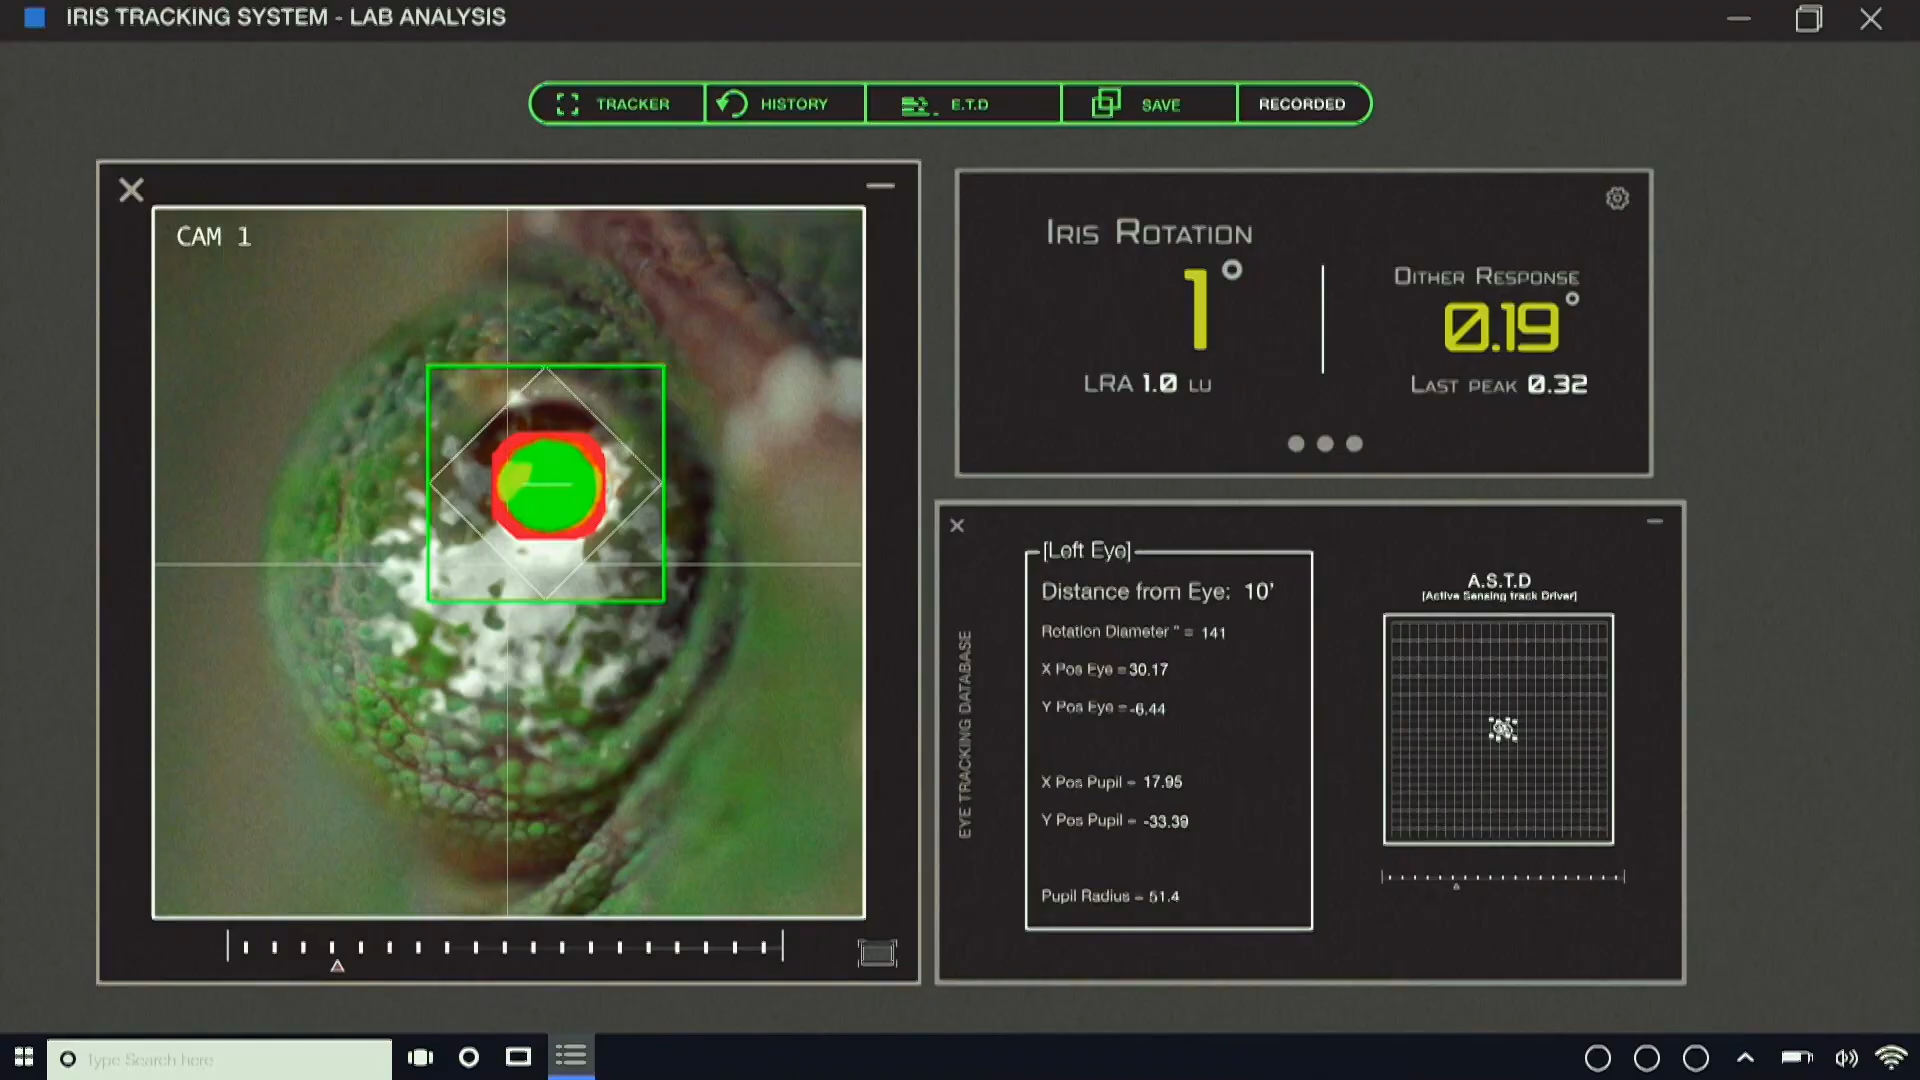 IRIS TRACKING SYSTEM - LAB ANALYSIS
TRACKER
HISTORY
E.T.D
SAVE
RECORDED
CAM 1
IRIS ROTATION
1°
LRA 1.0 LU
DITHER RESPONSE
0.19°
LAST PEAK 0.32
EYE TRACKING DATABASE
[Left Eye]
Distance from Eye: 10'
Rotation Diameter " = 141
X Pos Eye = 30.17
Y Pos Eye = -6.44
X Pos Pupil - 17.95
Y Pos Pupil - -33.39
Pupil Radius - 51.4
A.S.T.D
[Active Sensing track Driver]
Type Search here